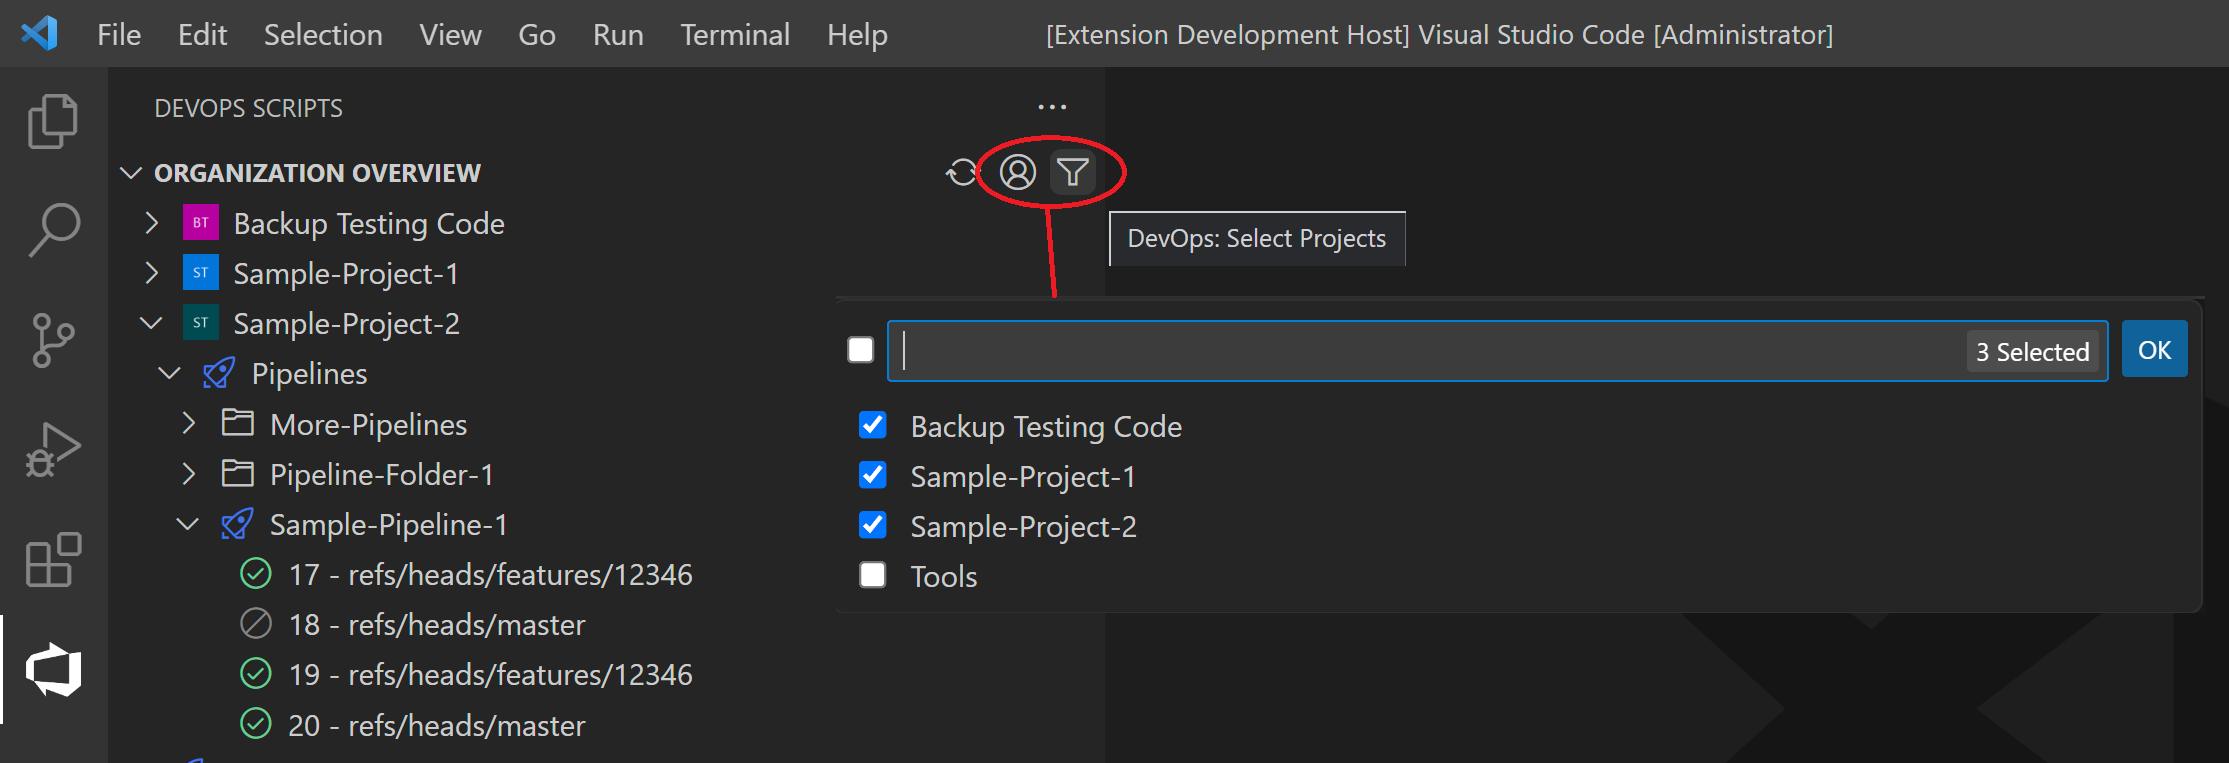 File Edit Selection View Go Run Terminal Help [Extension Development Host] Visual Studio Code [Administrator]
DEVOPS SCRIPTS
ORGANIZATION OVERVIEW
BT Backup Testing Code
ST Sample-Project-1
ST Sample-Project-2
Pipelines
More-Pipelines
Pipeline-Folder-1
Sample-Pipeline-1
17 - refs/heads/features/12346
18 - refs/heads/master
19 - refs/heads/features/12346
20 - refs/heads/master
DevOps: Select Projects
3 Selected OK
Backup Testing Code
Sample-Project-1
Sample-Project-2
Tools